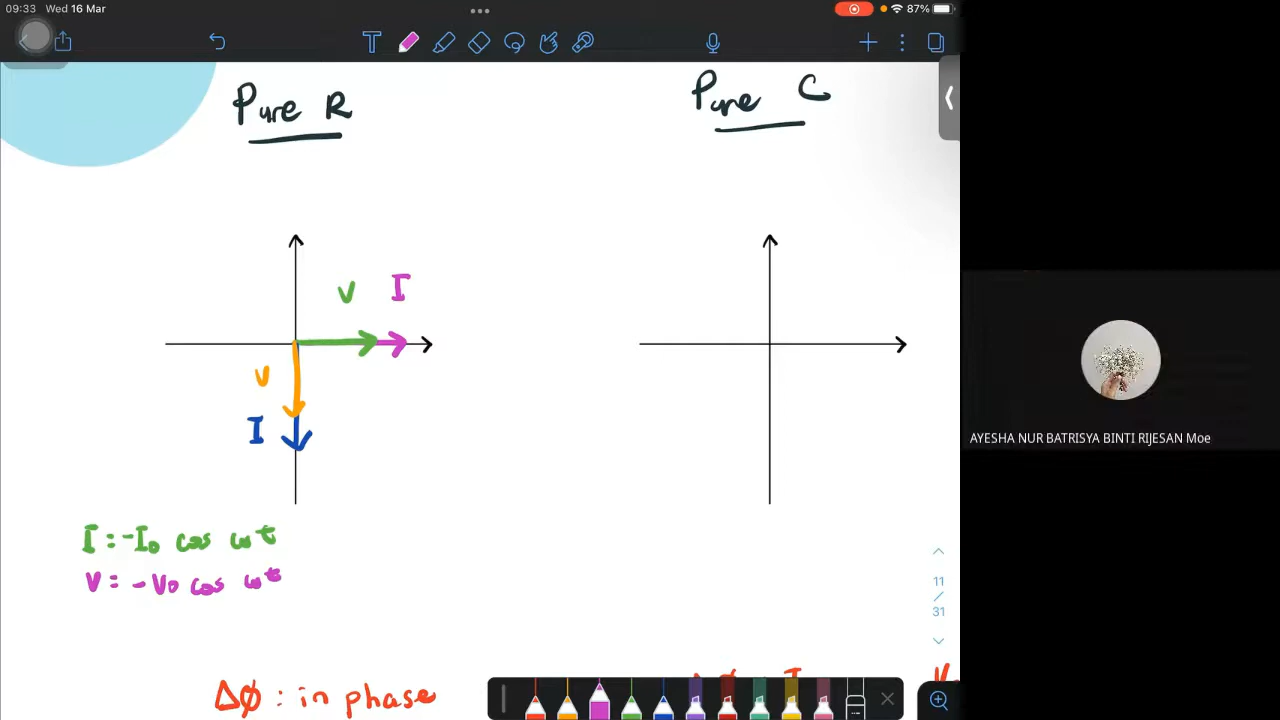 09:33 Wed 16 Mar
87%
T
Pure R
Pure C
V I
V
I
I = -I₀ cos ωt
V = -V₀ cos ωt
11
/
31
Δφ : in phase
AYESHA NUR BATRISYA BINTI RIJESAN Moe